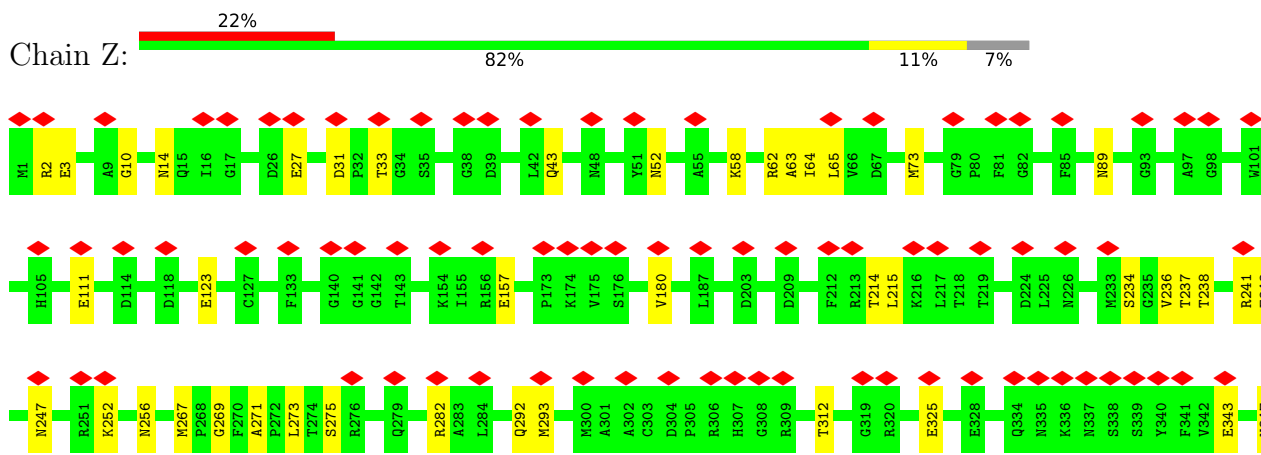 22%
Chain Z:
82% 11% 7%
M1 R2 E3 A9 G10 N14 Q15 I16 G17 D26 E27 D31 P32 T33 G34 S35 G38 D39 L42 Q43 N48 Y51 N52 A55 K58 R62 A63 I64 L65 V66 D67 M73 G79 P80 F81 G82 F85 N89 G93 A97 G98 W101
H105 E111 D114 D118 E123 C127 F133 G140 G141 G142 T143 K154 I155 R156 E157 P173 K174 V175 S176 V180 L187 D203 D209 F212 R213 T214 L215 K216 L217 T218 T219 D224 L225 N226 M233 S234 G235 V236 T237 T238 R241
N247 R251 K252 N256 M267 P268 G269 F270 A271 P272 L273 T274 S275 R276 Q279 R282 A283 L284 Q292 M293 M300 A301 A302 C303 D304 P305 R306 H307 G308 R309 T312 G319 R320 E325 E328 Q334 N335 K336 N337 S338 S339 Y340 F341 V342 E343